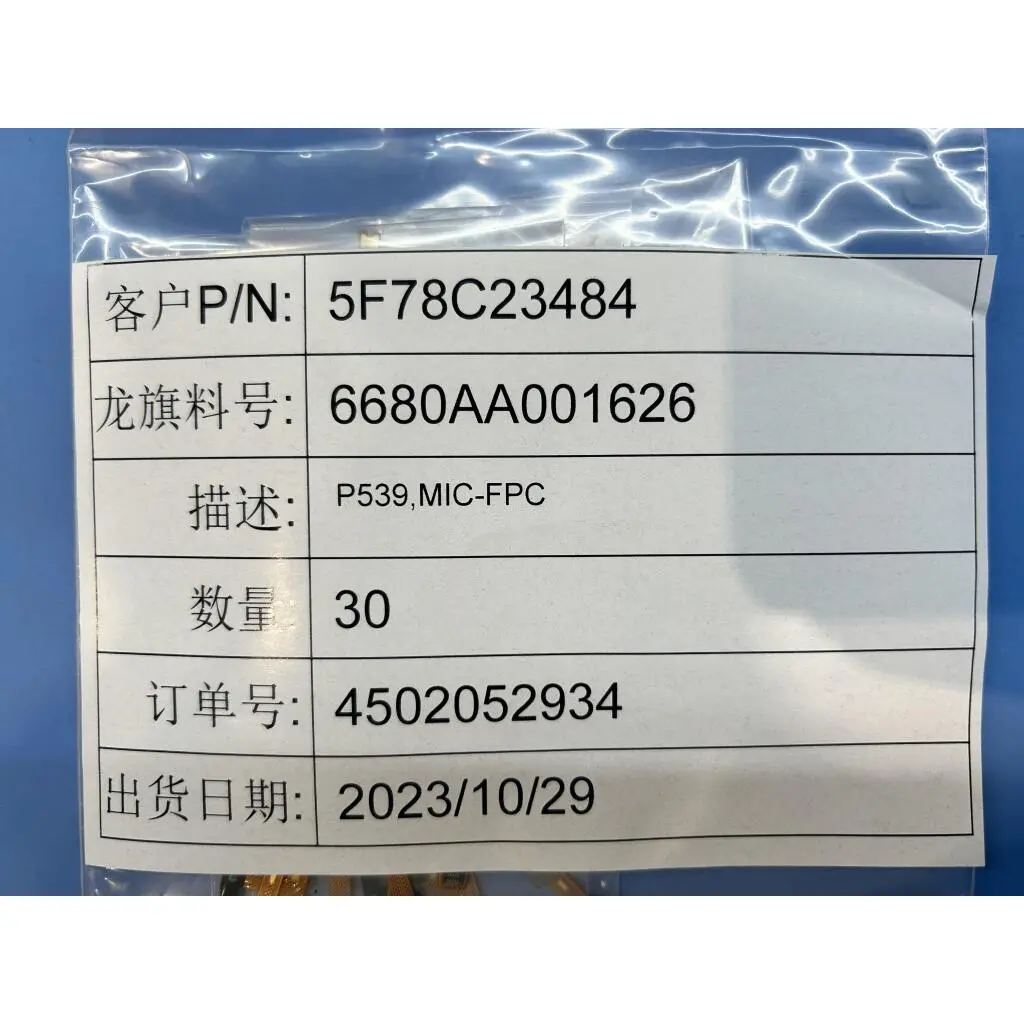 客户P/N: 5F78C23484
龙旗料号: 6680AA001626
描述: P539,MIC-FPC
数量: 30
订单号: 4502052934
出货日期: 2023/10/29